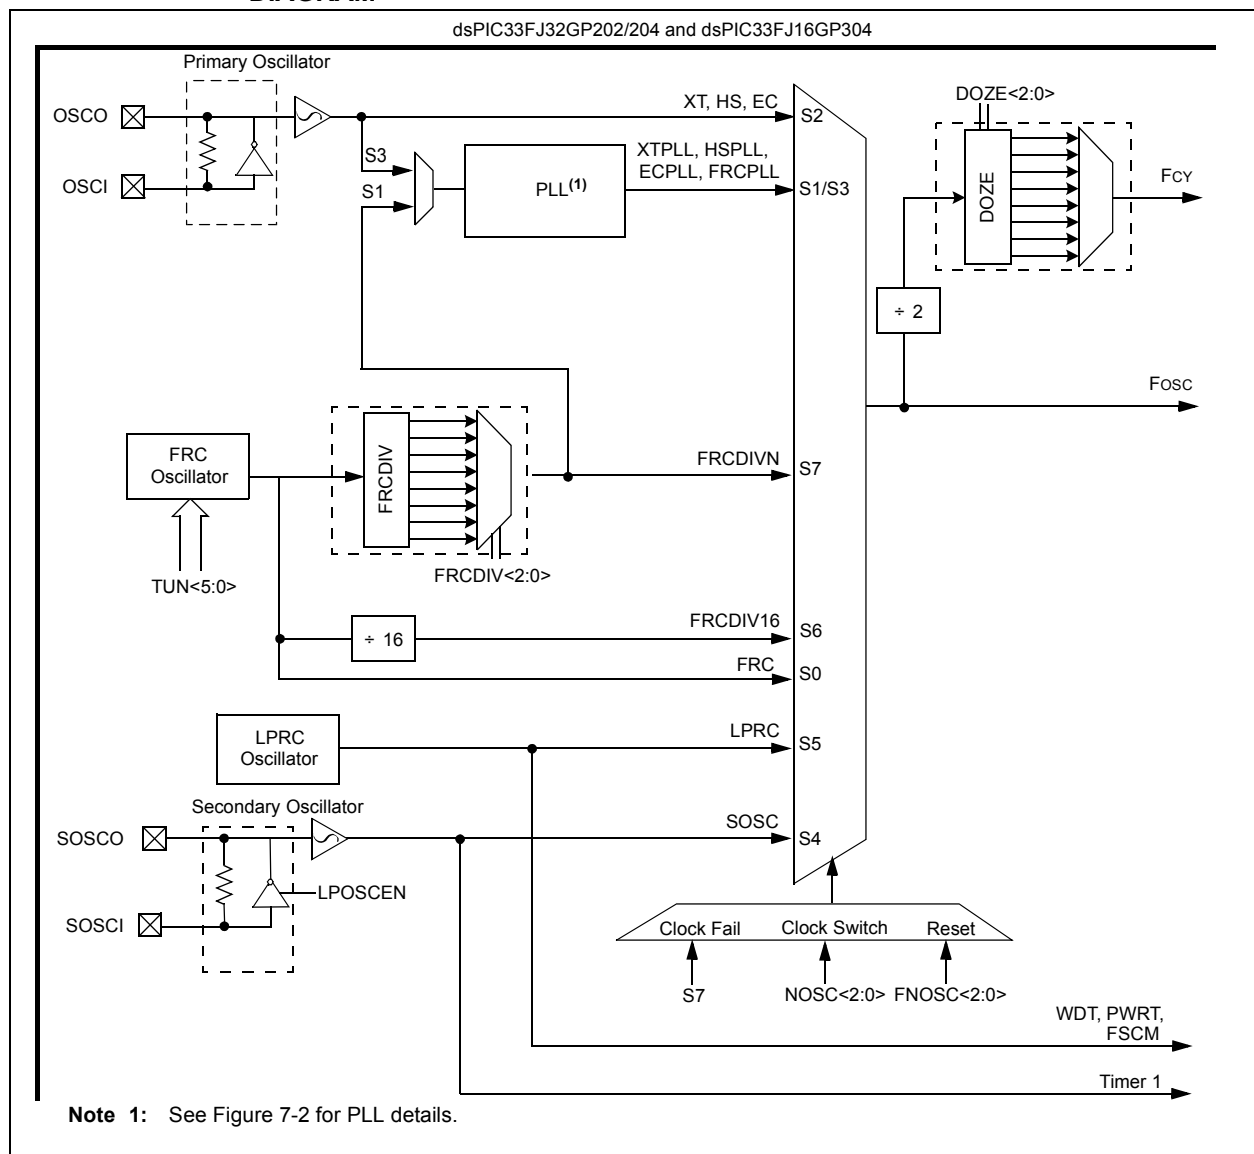 DIAGRAM
dsPIC33FJ32GP202/204 and dsPIC33FJ16GP304
Primary Oscillator
OSCO
OSCI
XT, HS, EC
S2
S3
S1
PLL(1)
XTPLL, HSPLL,
ECPLL, FRCPLL
S1/S3
DOZE<2:0>
DOZE
FCY
÷ 2
FOSC
FRC
Oscillator
TUN<5:0>
FRCDIV
FRCDIV<2:0>
FRCDIVN
S7
÷ 16
FRCDIV16
S6
FRC
S0
LPRC
Oscillator
LPRC
S5
Secondary Oscillator
SOSCO
SOSCI
LPOSCEN
SOSC
S4
Clock Fail
Clock Switch
Reset
S7
NOSC<2:0>
FNOSC<2:0>
WDT, PWRT,
FSCM
Timer 1
Note 1: See Figure 7-2 for PLL details.